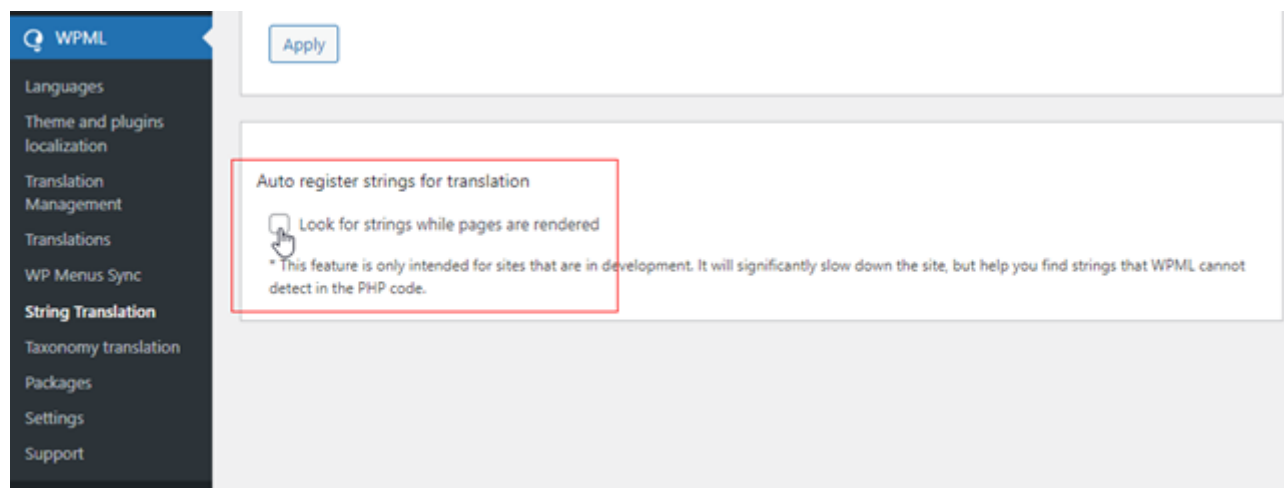 WPML
Languages
Theme and plugins
localization
Translation
Management
Translations
WP Menus Sync
String Translation
Taxonomy translation
Packages
Settings
Support
Apply
Auto register strings for translation
Look for strings while pages are rendered
* This feature is only intended for sites that are in development. It will significantly slow down the site, but help you find strings that WPML cannot
detect in the PHP code.